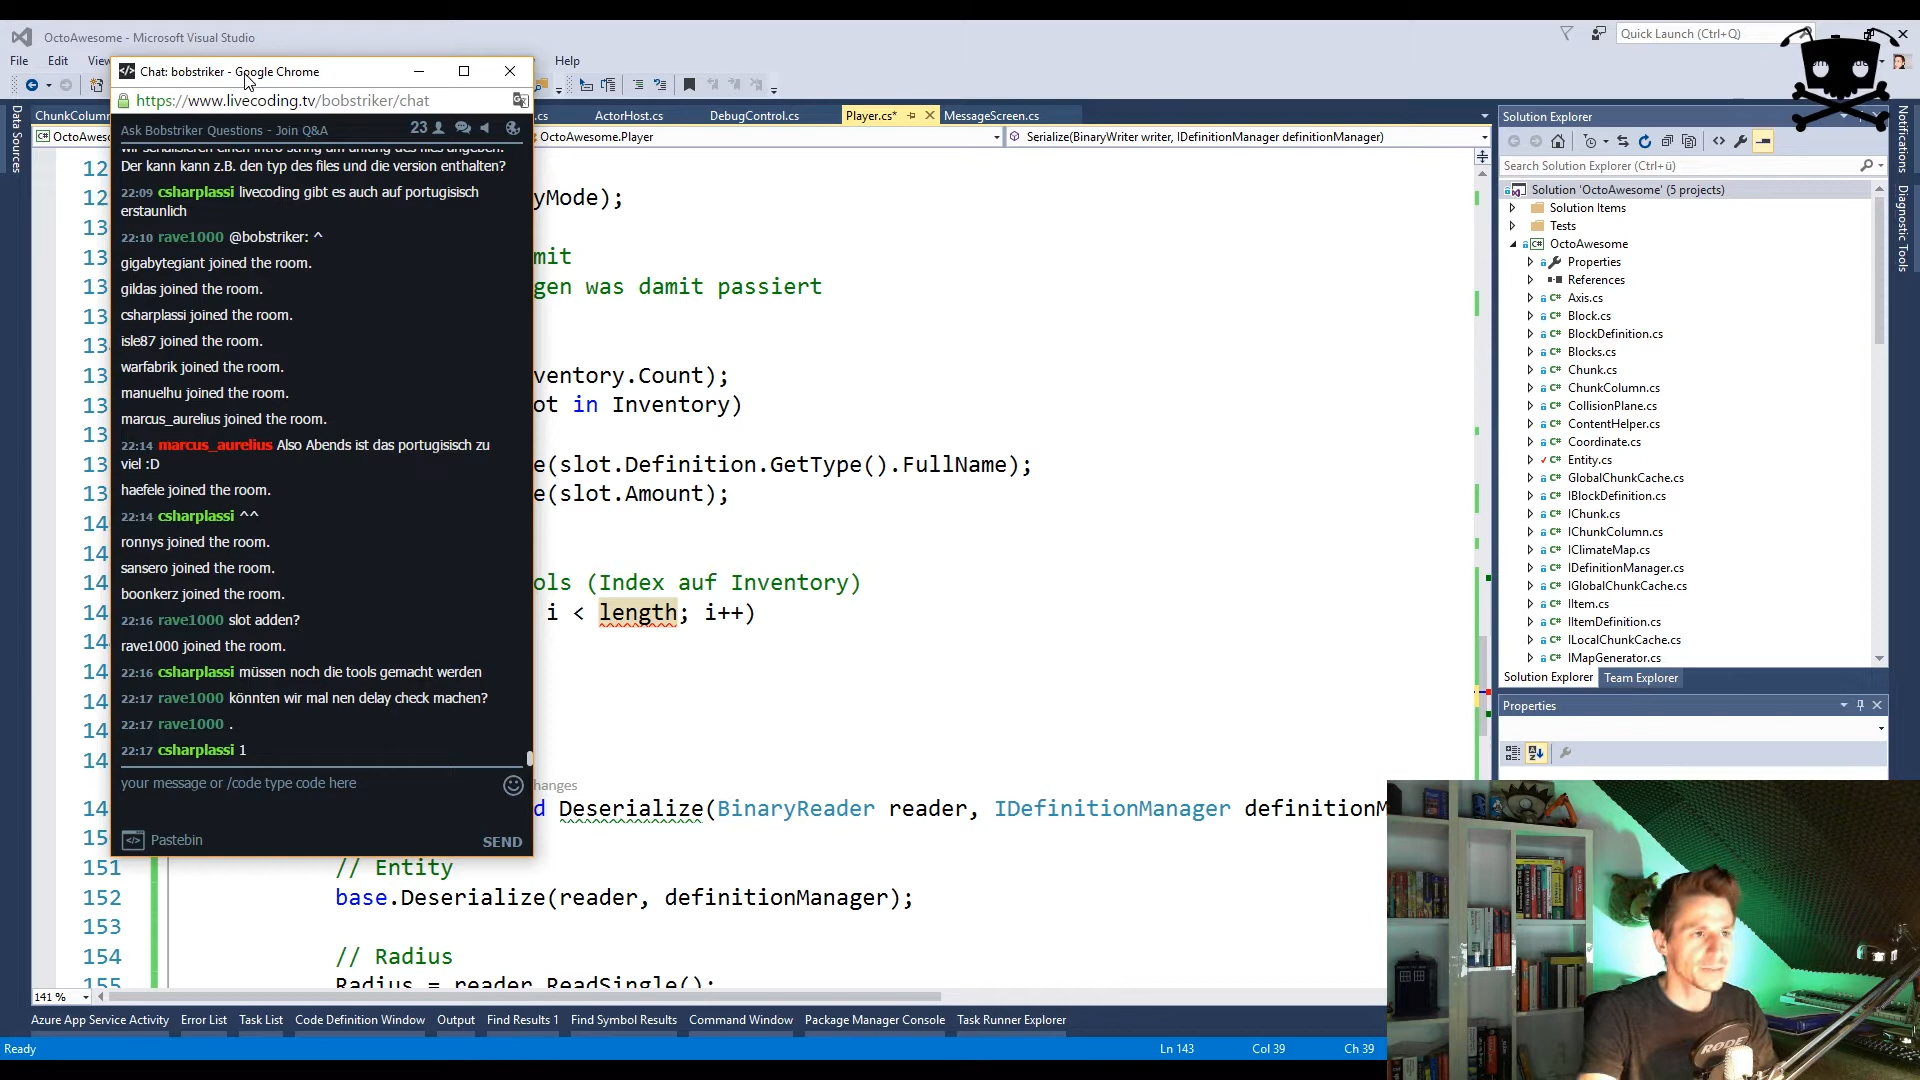 OctoAwesome - Microsoft Visual Studio
Quick Launch (Ctrl+Q)
File Edit Help
Chat: bobstriker - Google Chrome
https://www.livecoding.tv/bobstriker/chat
Ask Bobstriker Questions - Join Q&A 23
Der kann kann z.B. den typ des files und die version enthalten?
22:09 csharplassi livecoding gibt es auch auf portugisisch
erstaunlich
22:10 rave1000 @bobstriker: ^
gigabytegiant joined the room.
gildas joined the room.
csharplassi joined the room.
isle87 joined the room.
warfabrik joined the room.
manuelhu joined the room.
marcus_aurelius joined the room.
22:14 marcus_aurelius Also Abends ist das portugisisch zu
viel :D
haefele joined the room.
22:14 csharplassi ^^
ronnys joined the room.
sansero joined the room.
boonkerz joined the room.
22:16 rave1000 slot adden?
rave1000 joined the room.
22:16 csharplassi müssen noch die tools gemacht werden
22:17 rave1000 könnten wir mal nen delay check machen?
22:17 rave1000 .
22:17 csharplassi 1
your message or /code type code here
Pastebin SEND
Data Sources
ChunkColumn
.cs ActorHost.cs DebugControl.cs Player.cs* MessageScreen.cs
OctoAwesome.Player Serialize(BinaryWriter writer, IDefinitionManager definitionManager)
yMode);
mit
gen was damit passiert
ventory.Count);
ot in Inventory)
e(slot.Definition.GetType().FullName);
e(slot.Amount);
ols (Index auf Inventory)
i < length; i++)
hanges
d Deserialize(BinaryReader reader, IDefinitionManager definitionM
151 // Entity
152 base.Deserialize(reader, definitionManager);
153
154 // Radius
155 Radius = reader.ReadSingle();
141 %
Azure App Service Activity Error List Task List Code Definition Window Output Find Results 1 Find Symbol Results Command Window Package Manager Console Task Runner Explorer
Ready Ln 143 Col 39 Ch 39
Solution Explorer
Search Solution Explorer (Ctrl+ü)
Solution 'OctoAwesome' (5 projects)
Solution Items
Tests
OctoAwesome
Properties
References
Axis.cs
Block.cs
BlockDefinition.cs
Blocks.cs
Chunk.cs
ChunkColumn.cs
CollisionPlane.cs
ContentHelper.cs
Coordinate.cs
Entity.cs
GlobalChunkCache.cs
IBlockDefinition.cs
IChunk.cs
IChunkColumn.cs
IClimateMap.cs
IDefinitionManager.cs
IGlobalChunkCache.cs
IItem.cs
IItemDefinition.cs
ILocalChunkCache.cs
IMapGenerator.cs
Solution Explorer Team Explorer
Properties
Notifications
Diagnostic Tools
RØDE